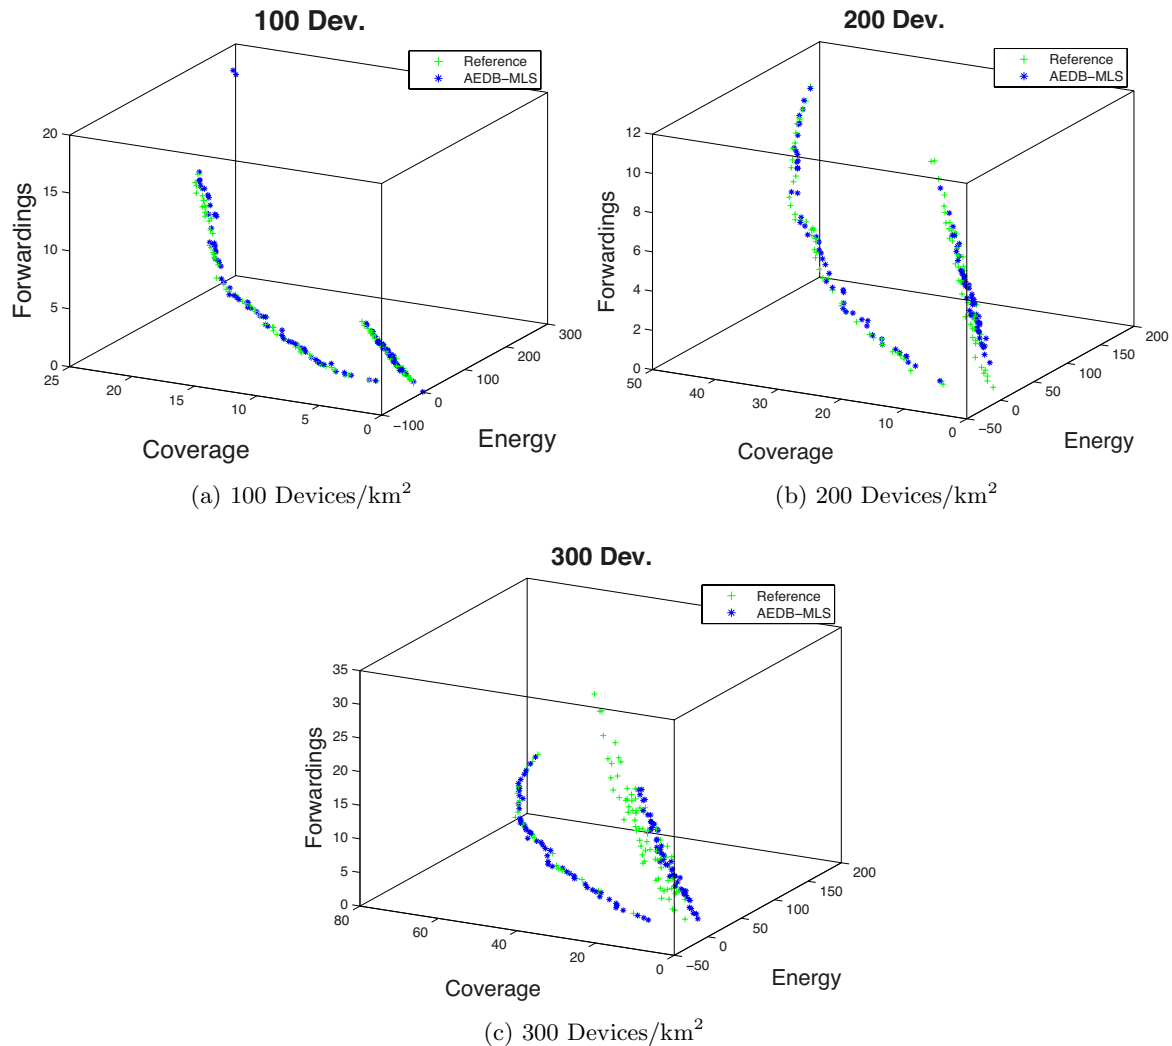 100 Dev.
Reference
AEDB−MLS
Forwardings
20
15
10
5
0
25
20
15
10
5
0
−100
0
100
200
300
Coverage
Energy
(a) 100 Devices/km²
200 Dev.
Reference
AEDB−MLS
Forwardings
12
10
8
6
4
2
0
50
40
30
20
10
0
−50
0
50
100
150
200
Coverage
Energy
(b) 200 Devices/km²
300 Dev.
Reference
AEDB−MLS
Forwardings
35
30
25
20
15
10
5
0
80
60
40
20
0
−50
0
50
100
150
200
Coverage
Energy
(c) 300 Devices/km²